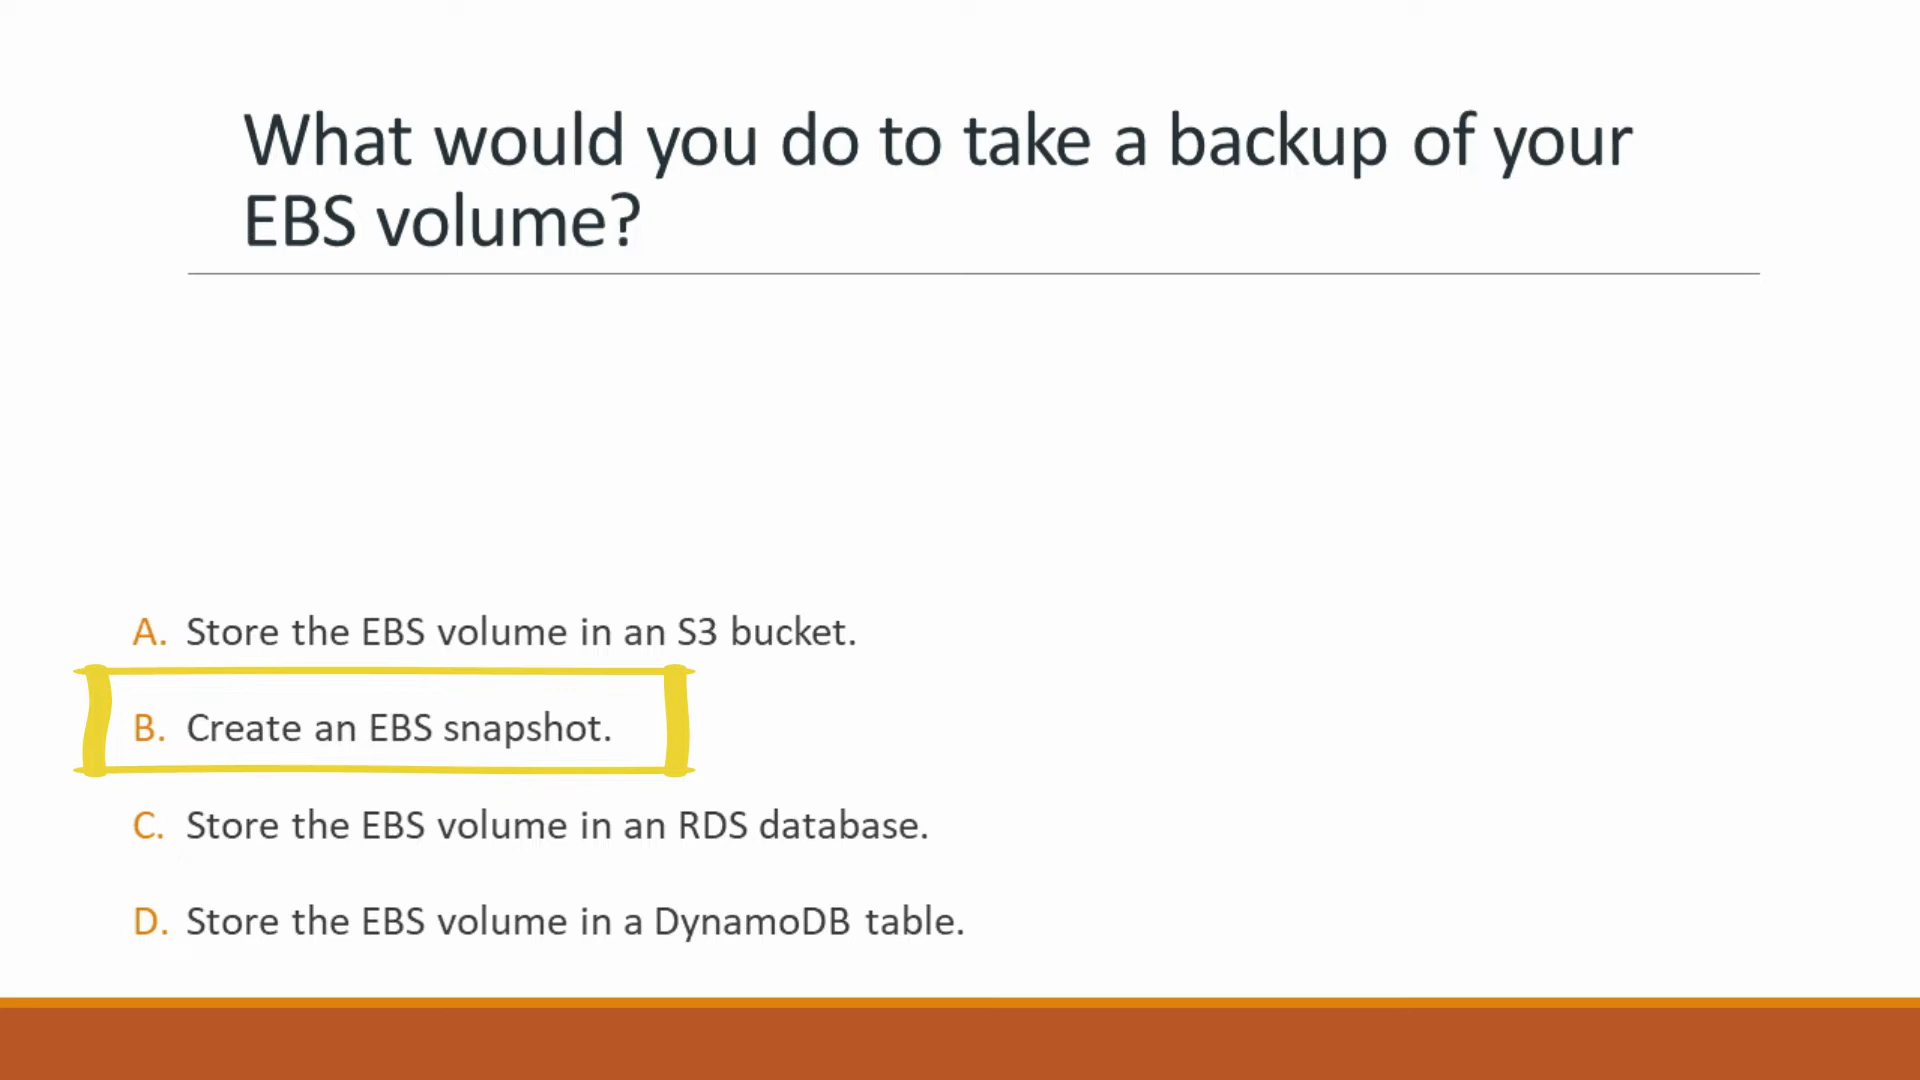 What would you do to take a backup of your
EBS volume?
A. Store the EBS volume in an S3 bucket.
B. Create an EBS snapshot.
C. Store the EBS volume in an RDS database.
D. Store the EBS volume in a DynamoDB table.